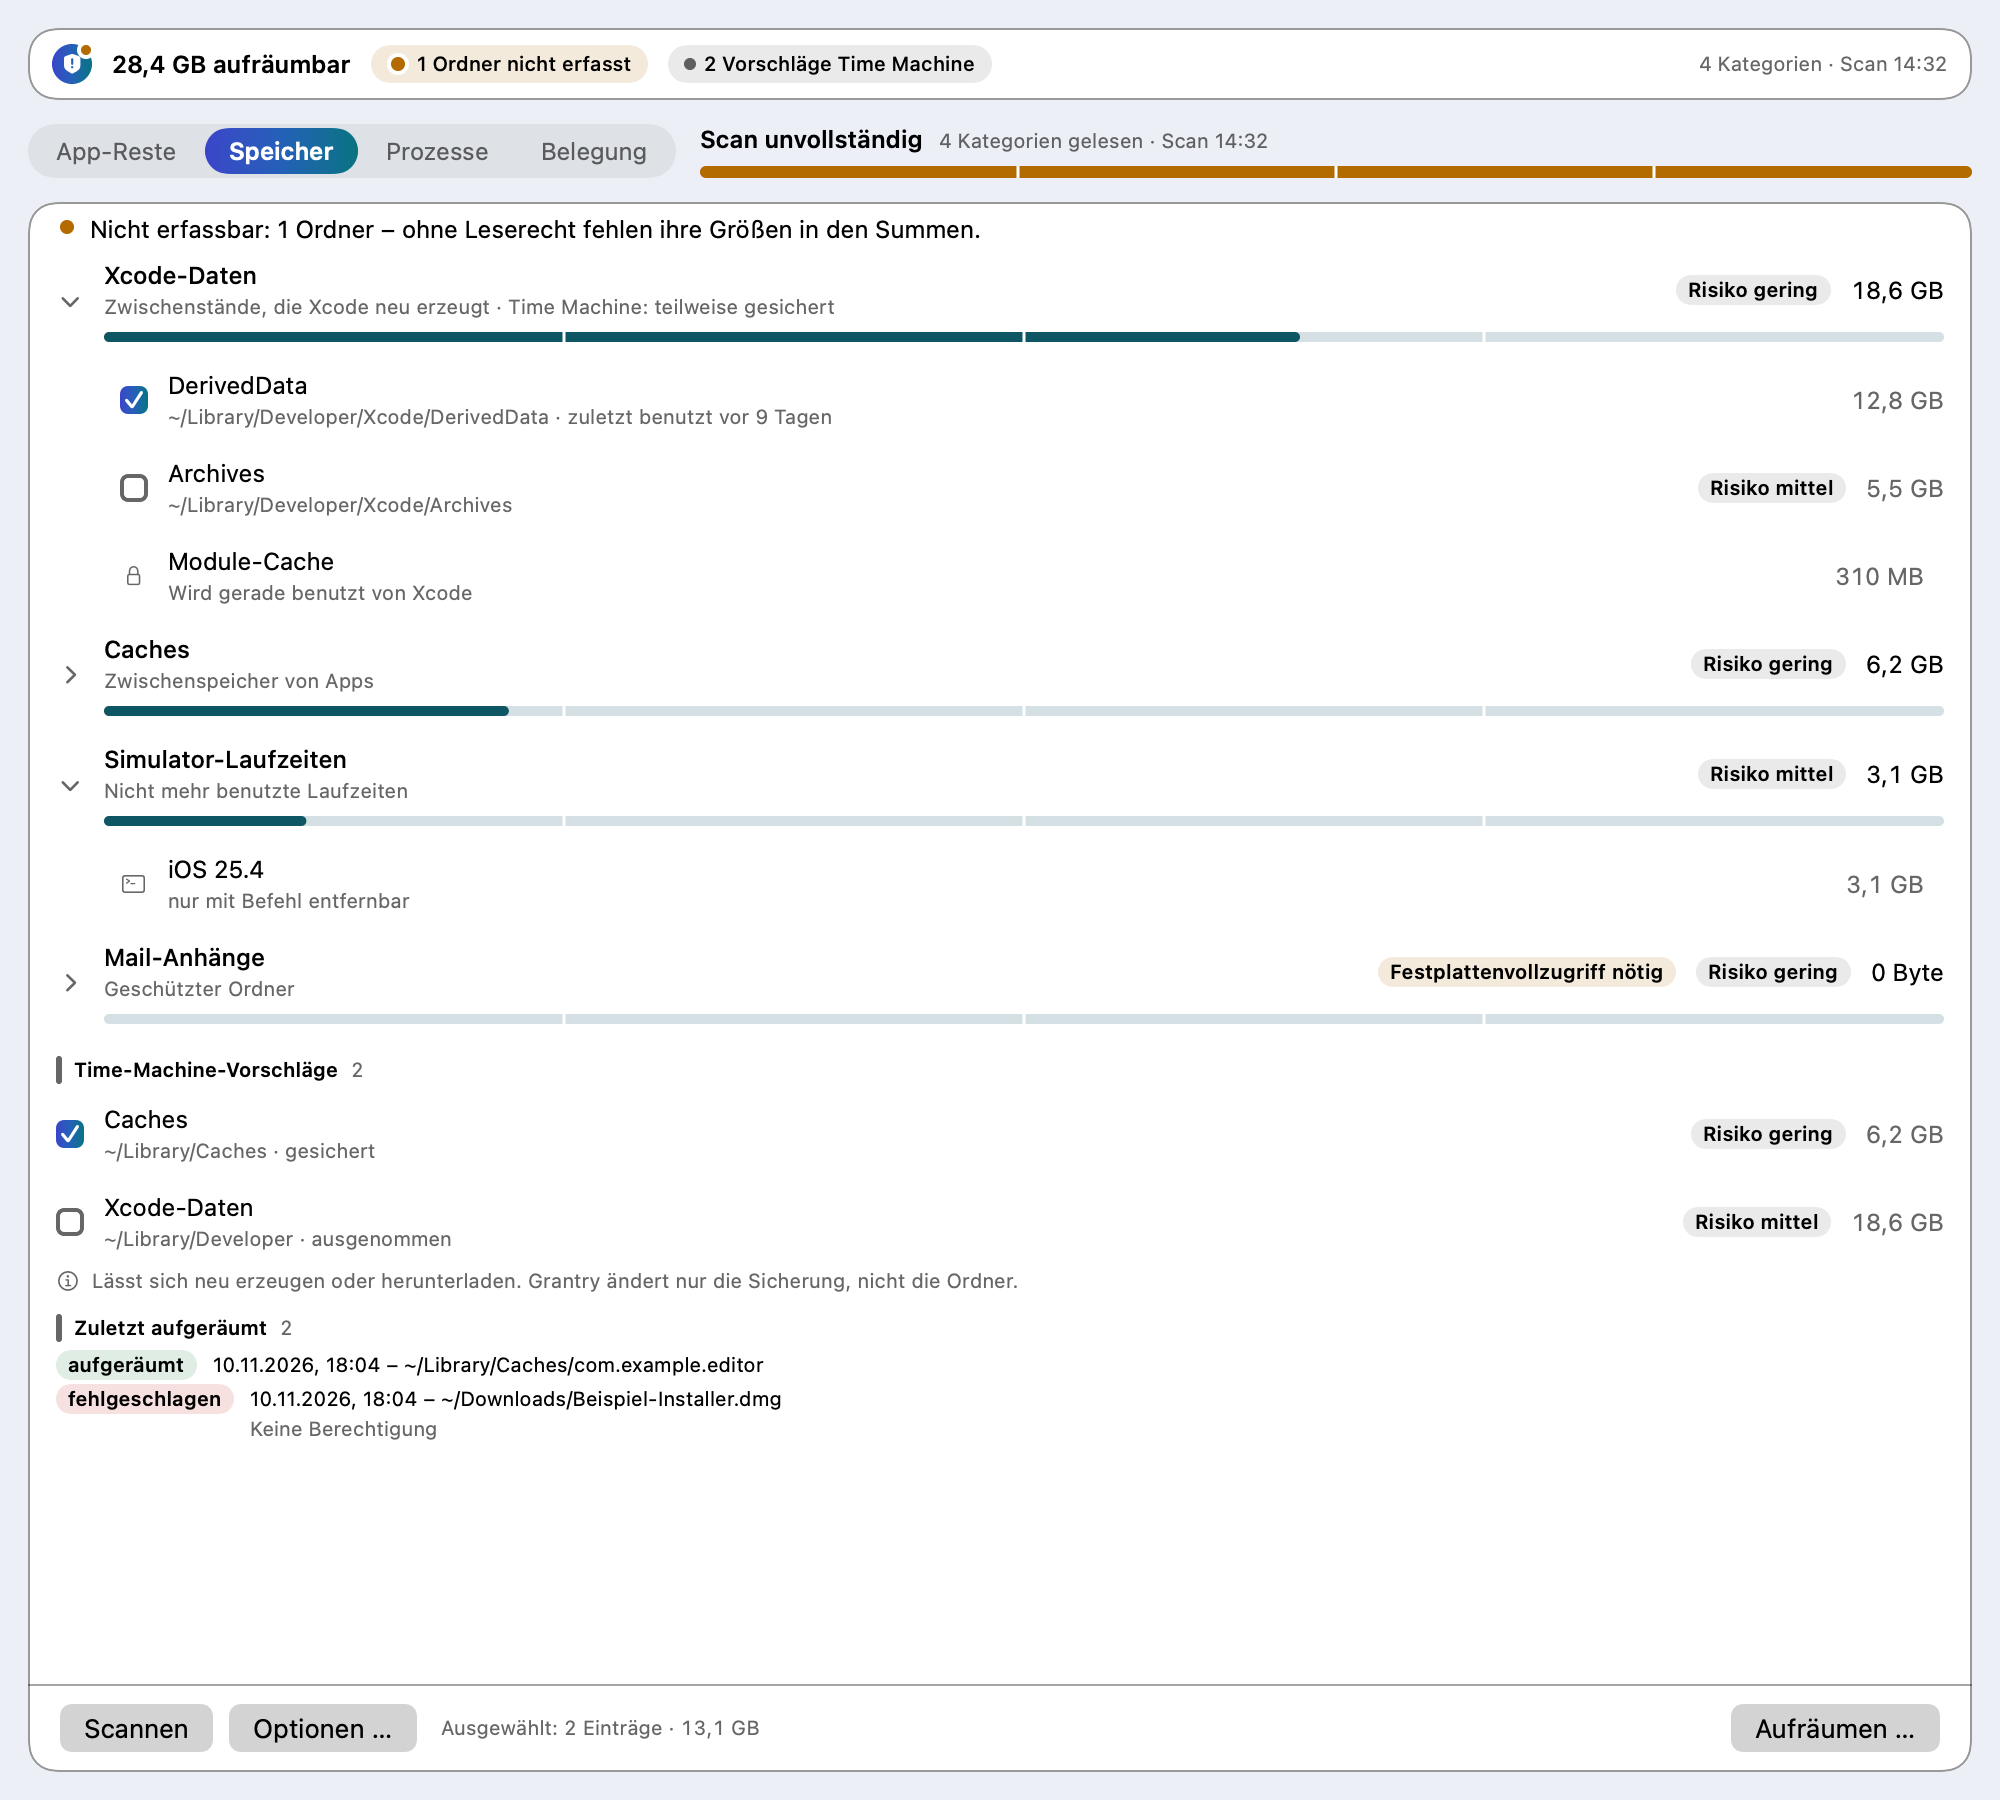 28,4 GB aufräumbar
1 Ordner nicht erfasst
2 Vorschläge Time Machine
4 Kategorien · Scan 14:32
App-Reste
Speicher
Prozesse
Belegung
Scan unvollständig 4 Kategorien gelesen · Scan 14:32
Nicht erfassbar: 1 Ordner – ohne Leserecht fehlen ihre Größen in den Summen.
Xcode-Daten
Zwischenstände, die Xcode neu erzeugt · Time Machine: teilweise gesichert
Risiko gering 18,6 GB
DerivedData
~/Library/Developer/Xcode/DerivedData · zuletzt benutzt vor 9 Tagen
12,8 GB
Archives
~/Library/Developer/Xcode/Archives
Risiko mittel 5,5 GB
Module-Cache
Wird gerade benutzt von Xcode
310 MB
Caches
Zwischenspeicher von Apps
Risiko gering 6,2 GB
Simulator-Laufzeiten
Nicht mehr benutzte Laufzeiten
Risiko mittel 3,1 GB
iOS 25.4
nur mit Befehl entfernbar
3,1 GB
Mail-Anhänge
Geschützter Ordner
Festplattenvollzugriff nötig Risiko gering 0 Byte
Time-Machine-Vorschläge 2
Caches
~/Library/Caches · gesichert
Risiko gering 6,2 GB
Xcode-Daten
~/Library/Developer · ausgenommen
Risiko mittel 18,6 GB
Lässt sich neu erzeugen oder herunterladen. Grantry ändert nur die Sicherung, nicht die Ordner.
Zuletzt aufgeräumt 2
aufgeräumt 10.11.2026, 18:04 – ~/Library/Caches/com.example.editor
fehlgeschlagen 10.11.2026, 18:04 – ~/Downloads/Beispiel-Installer.dmg
Keine Berechtigung
Scannen
Optionen ...
Ausgewählt: 2 Einträge · 13,1 GB
Aufräumen ...